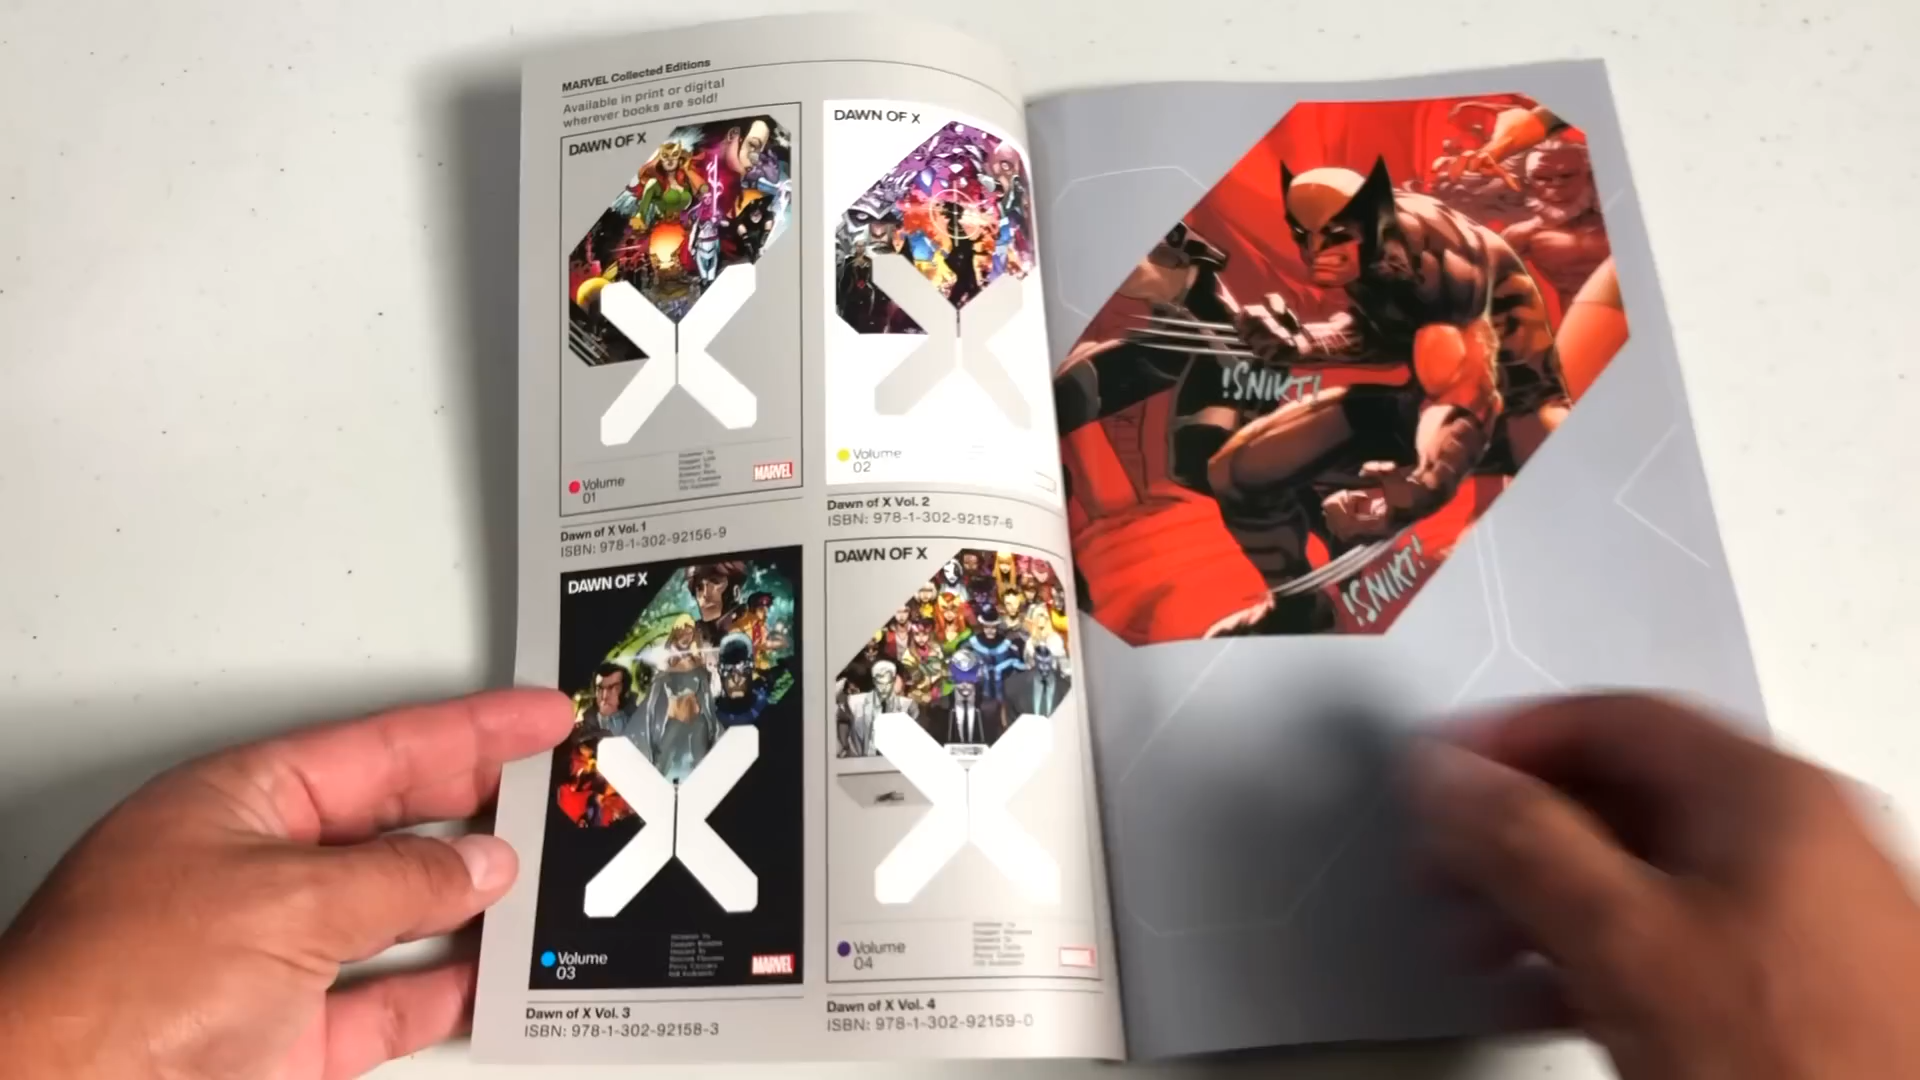 MARVEL Collected Editions
Available in print or digital
wherever books are sold!
DAWN OF X
Volume
01
MARVEL
Dawn of X Vol. 1
ISBN: 978-1-302-92156-9
DAWN OF X
Volume
02
Dawn of X Vol. 2
ISBN: 978-1-302-92157-6
DAWN OF X
Volume
03
MARVEL
Dawn of X Vol. 3
ISBN: 978-1-302-92158-3
DAWN OF X
Volume
04
Dawn of X Vol. 4
ISBN: 978-1-302-92159-0
!SNIKT!
!SNIKT!